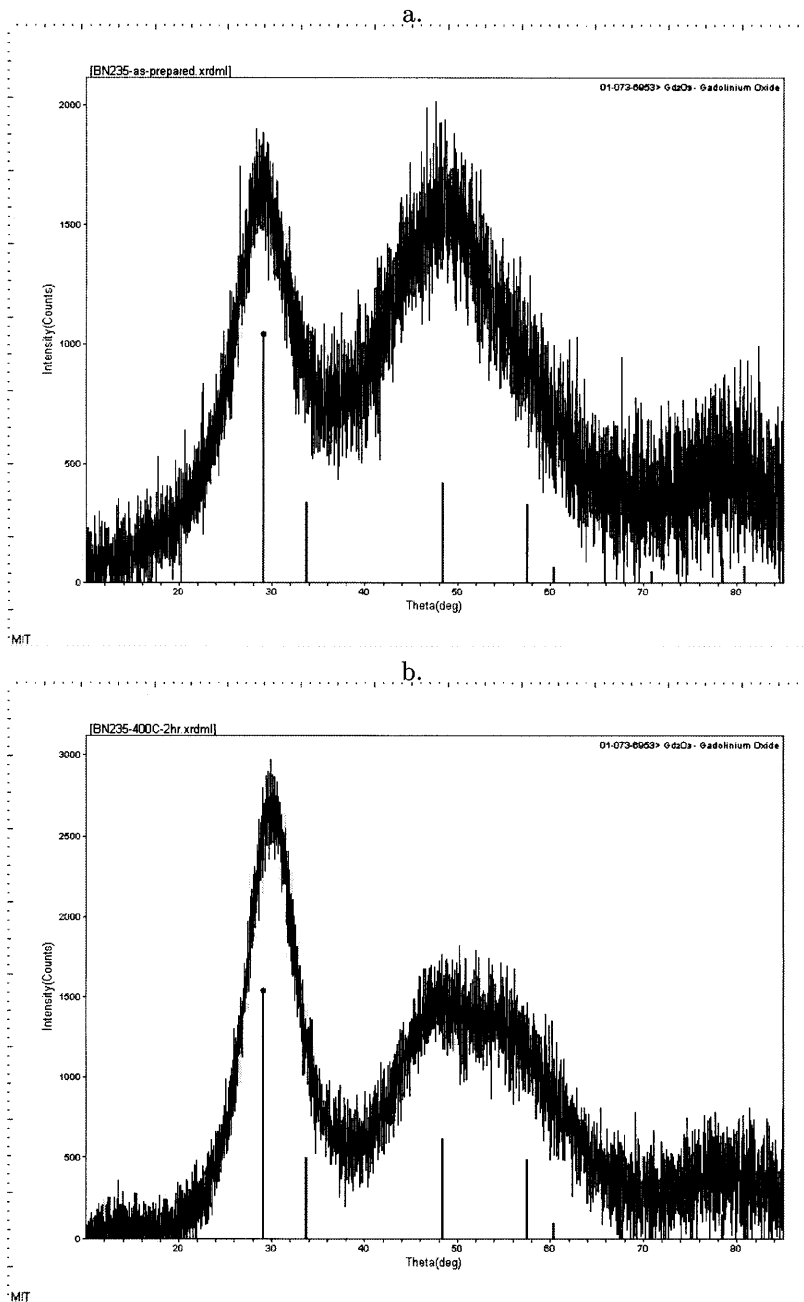 a.
[BN235-as-prepared.xrdml]
01-073-6953> Gd2O3 - Gadolinium Oxide
2000
1500
1000
500
0
Intensity(Counts)
20
30
40
50
60
70
80
Theta(deg)
MIT
b.
[BN235-400C-2hr.xrdml]
01-073-6953> Gd2O3 - Gadolinium Oxide
3000
2500
2000
1500
1000
500
0
Intensity(Counts)
20
30
40
50
60
70
80
Theta(deg)
MIT